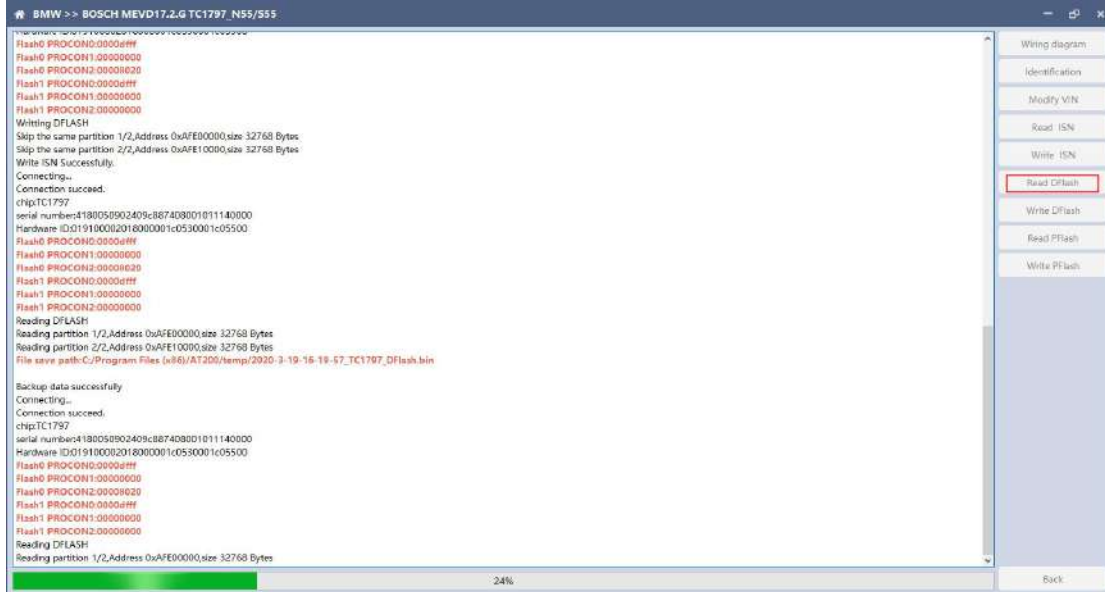 BMW >> BOSCH MEVD17.2.G TC1797_N55/S55
Flash0 PROCON0:0000dfff
Flash0 PROCON1:00000000
Flash0 PROCON2:00008020
Flash1 PROCON0:0000dfff
Flash1 PROCON1:00000000
Flash1 PROCON2:00000000
Writting DFLASH
Skip the same partition 1/2,Address 0xAFE00000,size 32768 Bytes
Skip the same partition 2/2,Address 0xAFE10000,size 32768 Bytes
Write ISN Successfully.
Connecting...
Connection succeed.
chip:TC1797
serial number:4180050902409c887408001011140000
Hardware ID:019100002018000001c0530001c05500
Flash0 PROCON0:0000dfff
Flash0 PROCON1:00000000
Flash0 PROCON2:00008020
Flash1 PROCON0:0000dfff
Flash1 PROCON1:00000000
Flash1 PROCON2:00000000
Reading DFLASH
Reading partition 1/2,Address 0xAFE00000,size 32768 Bytes
Reading partition 2/2,Address 0xAFE10000,size 32768 Bytes
File save path:C:/Program Files (x86)/AT200/temp/2020-3-19-16-19-57_TC1797_DFlash.bin
Backup data successfully
Connecting...
Connection succeed.
chip:TC1797
serial number:4180050902409c887408001011140000
Hardware ID:019100002018000001c0530001c05500
Flash0 PROCON0:0000dfff
Flash0 PROCON1:00000000
Flash0 PROCON2:00008020
Flash1 PROCON0:0000dfff
Flash1 PROCON1:00000000
Flash1 PROCON2:00000000
Reading DFLASH
Reading partition 1/2,Address 0xAFE00000,size 32768 Bytes
24%
Wiring diagram
Identification
Modify VIN
Read ISN
Write ISN
Read DFlash
Write DFlash
Read PFlash
Write PFlash
Back